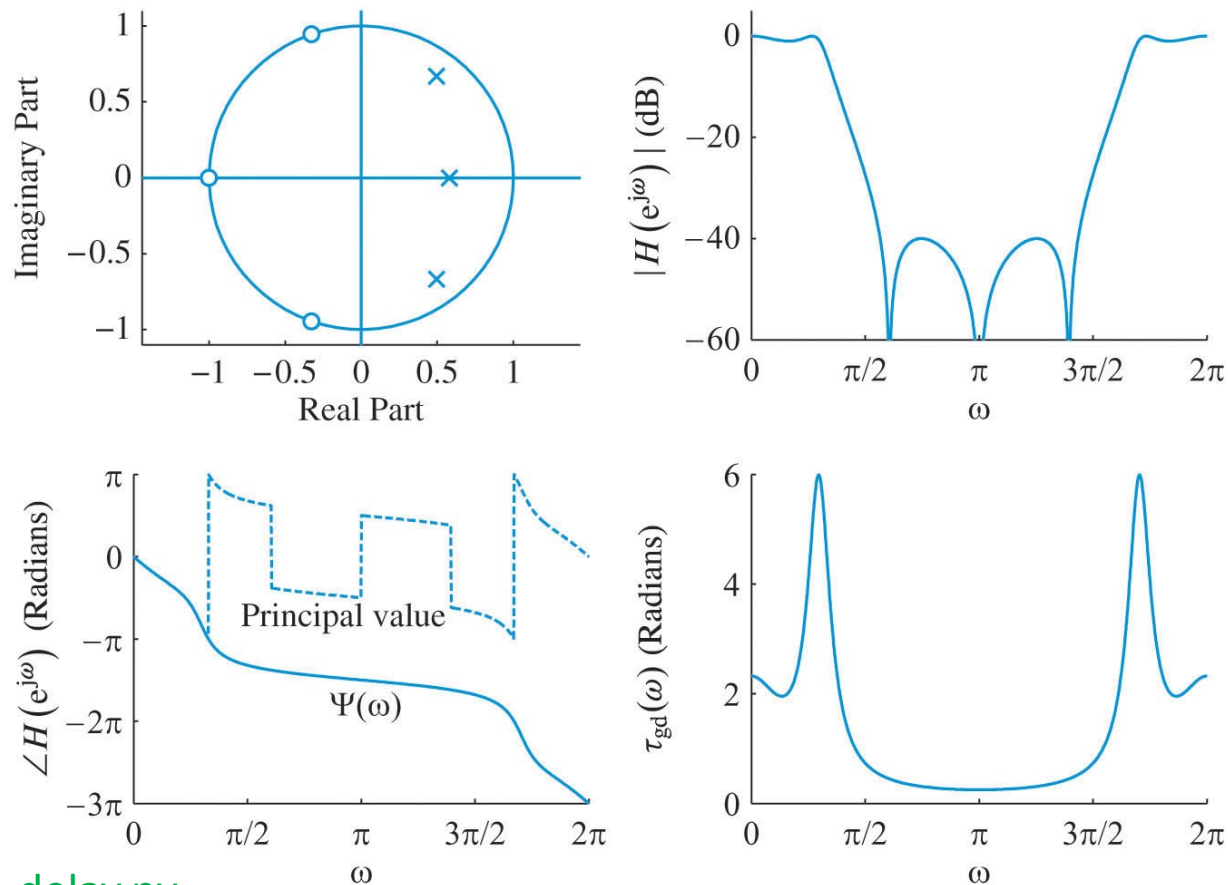 Imaginary Part
1
0.5
0
−0.5
−1
−1 −0.5 0 0.5 1
Real Part
|H(e^{jω})| (dB)
0
−20
−40
−60
0 π/2 π 3π/2 2π
ω
∠H(e^{jω}) (Radians)
π
0
−π
−2π
−3π
Principal value
Ψ(ω)
0 π/2 π 3π/2 2π
ω
τgd(ω) (Radians)
6
4
2
0
0 π/2 π 3π/2 2π
ω